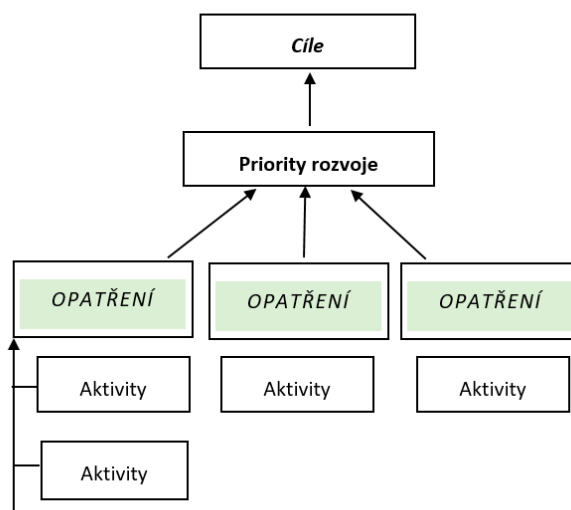 Cíle
Priority rozvoje
OPATŘENÍ
OPATŘENÍ
OPATŘENÍ
Aktivity
Aktivity
Aktivity
Aktivity